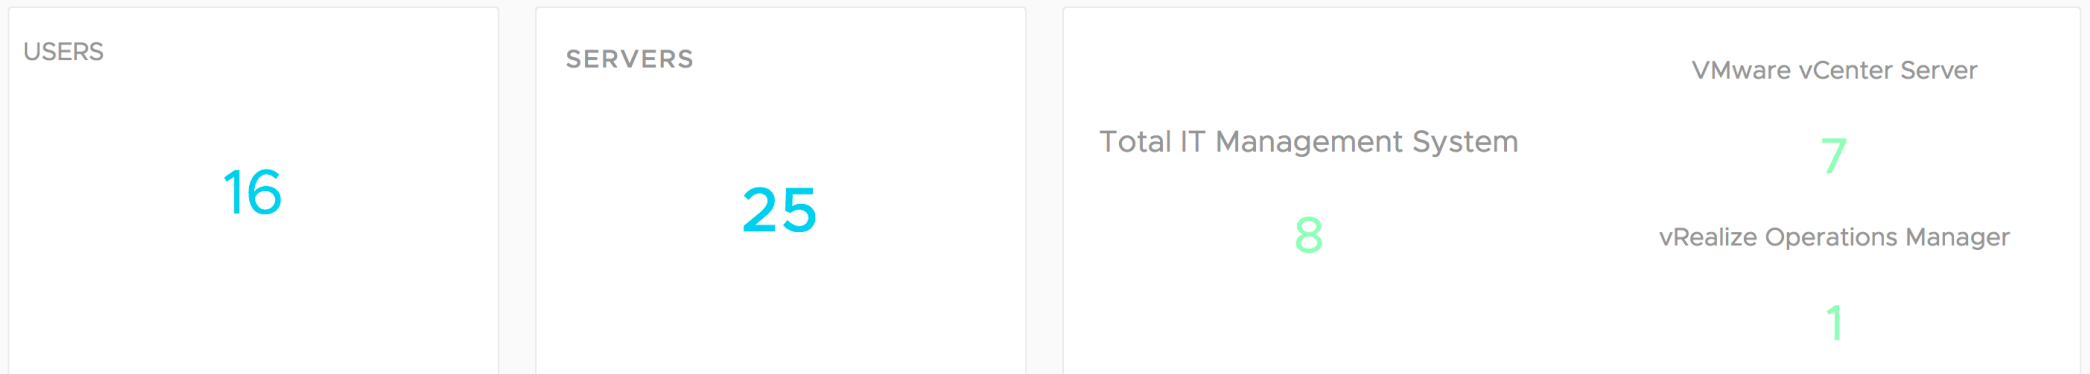 USERS
16
SERVERS
25
Total IT Management System
8
VMware vCenter Server
7
vRealize Operations Manager
1